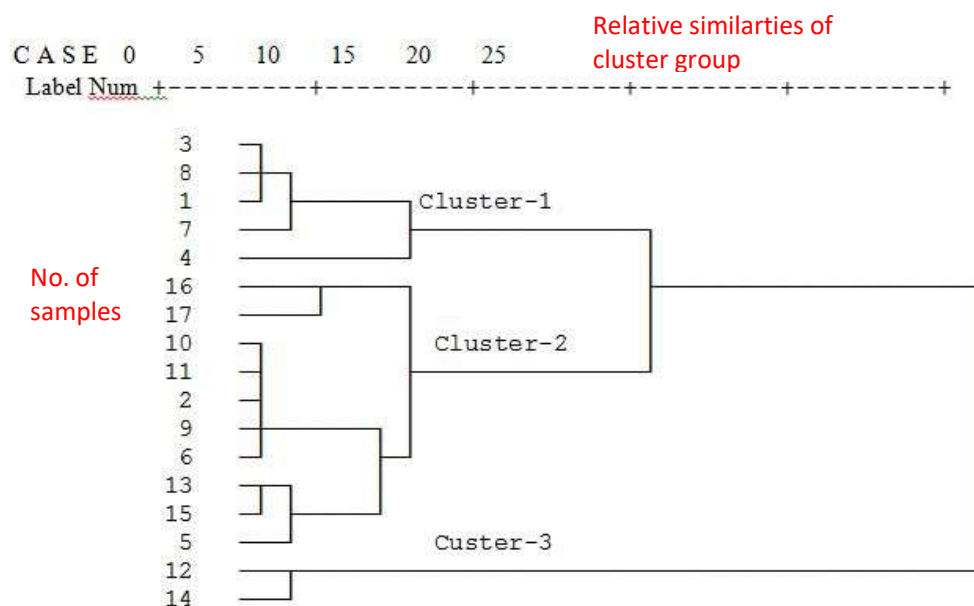 Relative similarties of
cluster group
C A S E 0 5 10 15 20 25
Label Num +---------+---------+---------+---------+---------+
3
8
1
Cluster-1
7
4
No. of
samples
16
17
10
Cluster-2
11
2
9
6
13
15
5
Custer-3
12
14